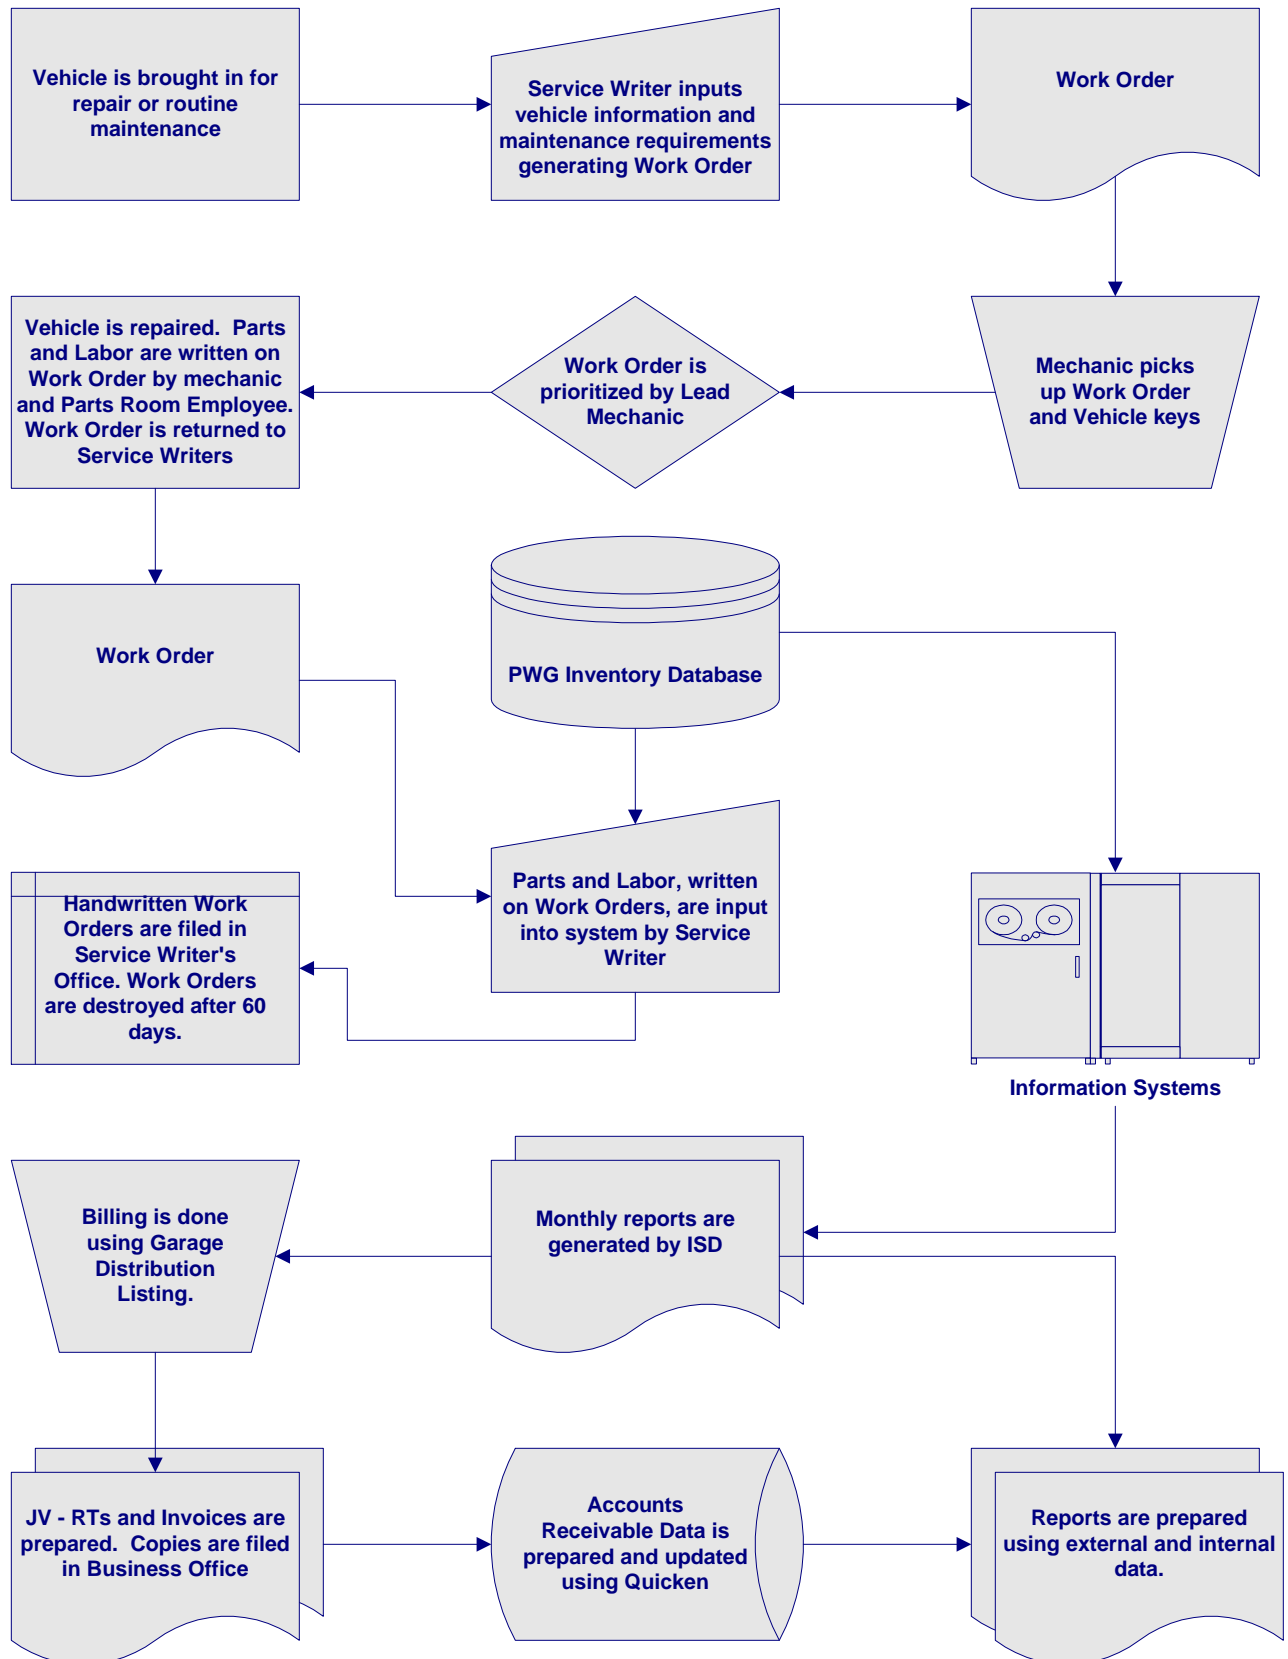 Vehicle is brought in for
repair or routine
maintenance
Service Writer inputs
vehicle information and
maintenance requirements
generating Work Order
Work Order
Vehicle is repaired.  Parts
and Labor are written on
Work Order by mechanic
and Parts Room Employee.
Work Order is returned to
Service Writers
Work Order is
prioritized by Lead
Mechanic
Mechanic picks
up Work Order
and Vehicle keys
Work Order
PWG Inventory Database
Handwritten Work
Orders are filed in
Service Writer's
Office. Work Orders
are destroyed after 60
days.
Parts and Labor, written
on Work Orders, are input
into system by Service
Writer
Information Systems
Billing is done
using Garage
Distribution
Listing.
Monthly reports are
generated by ISD
JV - RTs and Invoices are
prepared.  Copies are filed
in Business Office
Accounts
Receivable Data is
prepared and updated
using Quicken
Reports are prepared
using external and internal
data.